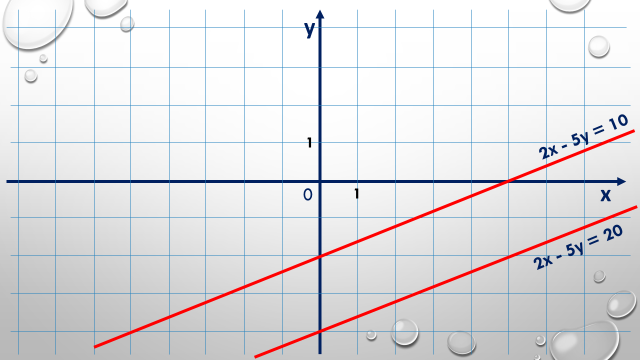 y
2x - 5y = 10
1
0
1
x
2x - 5y = 20